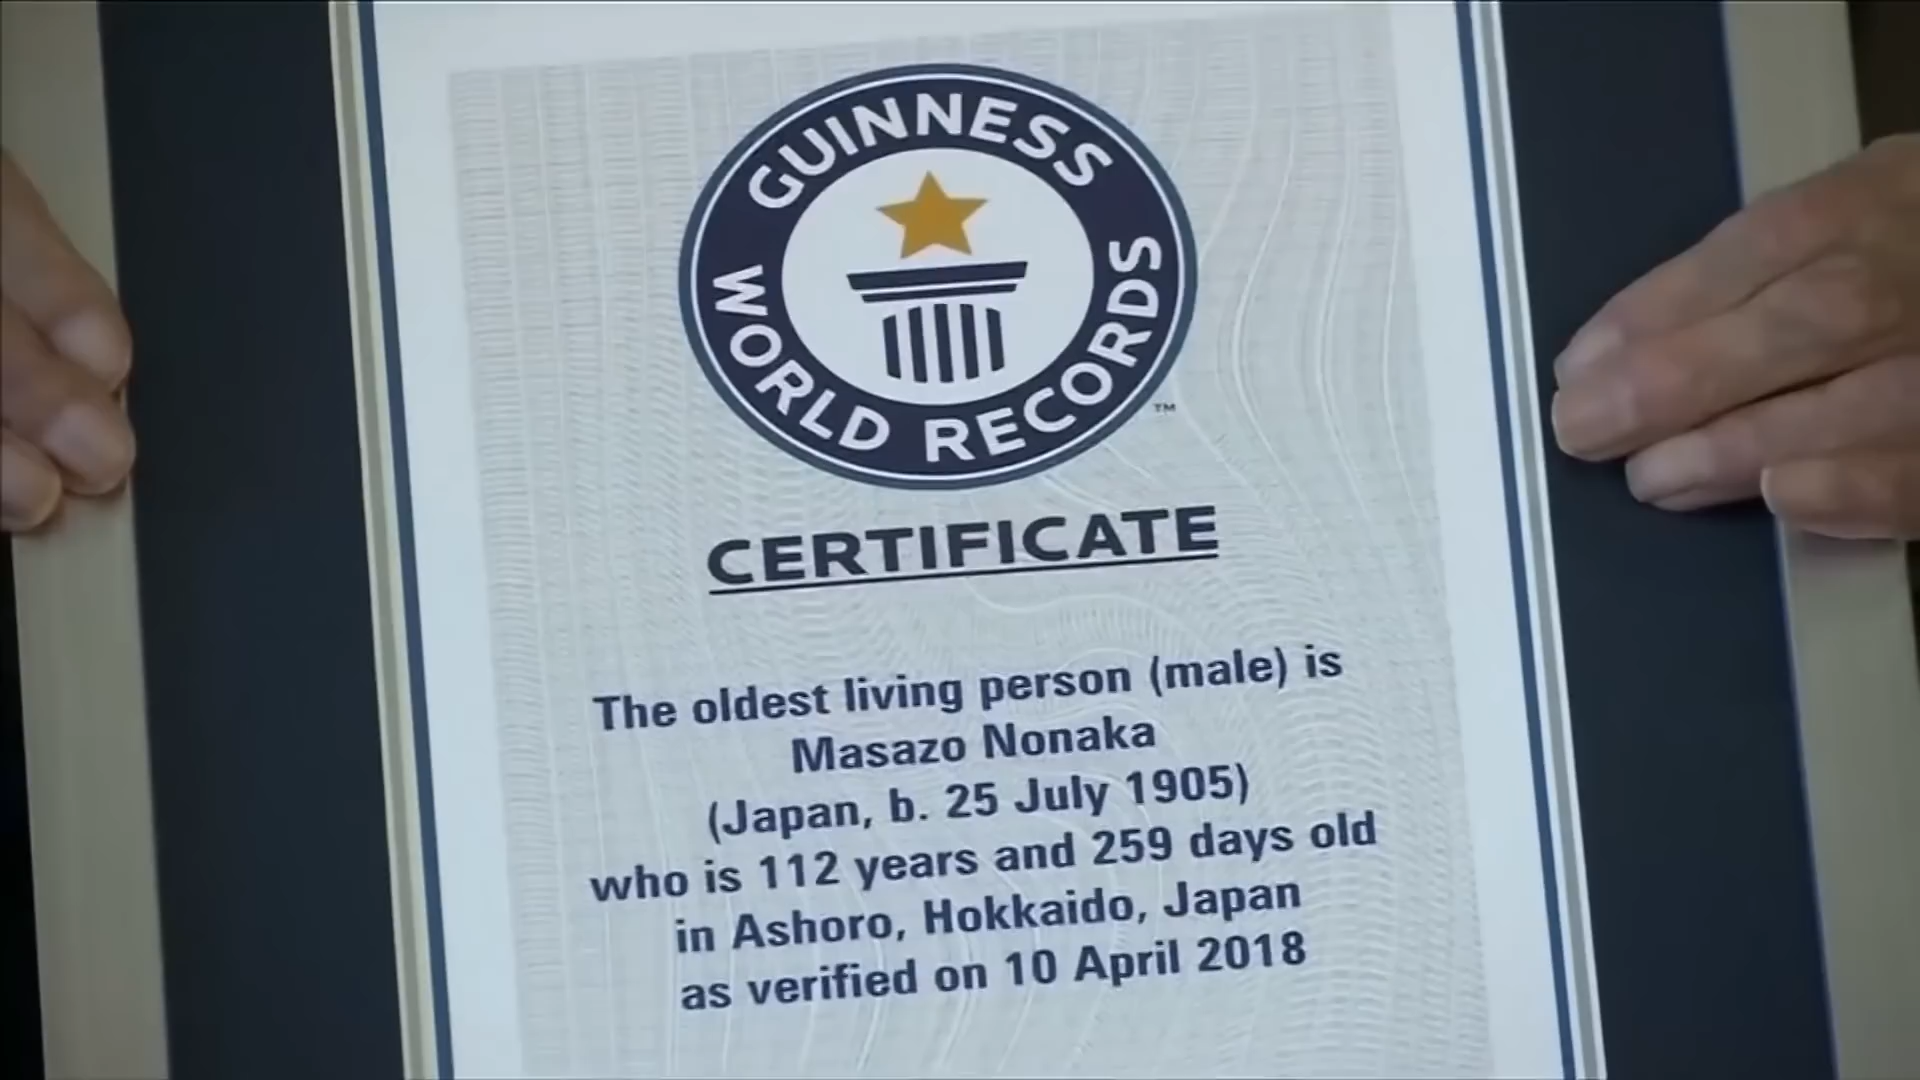 GUINNESS
WORLD RECORDS
™
CERTIFICATE
The oldest living person (male) is
Masazo Nonaka
(Japan, b. 25 July 1905)
who is 112 years and 259 days old
in Ashoro, Hokkaido, Japan
as verified on 10 April 2018